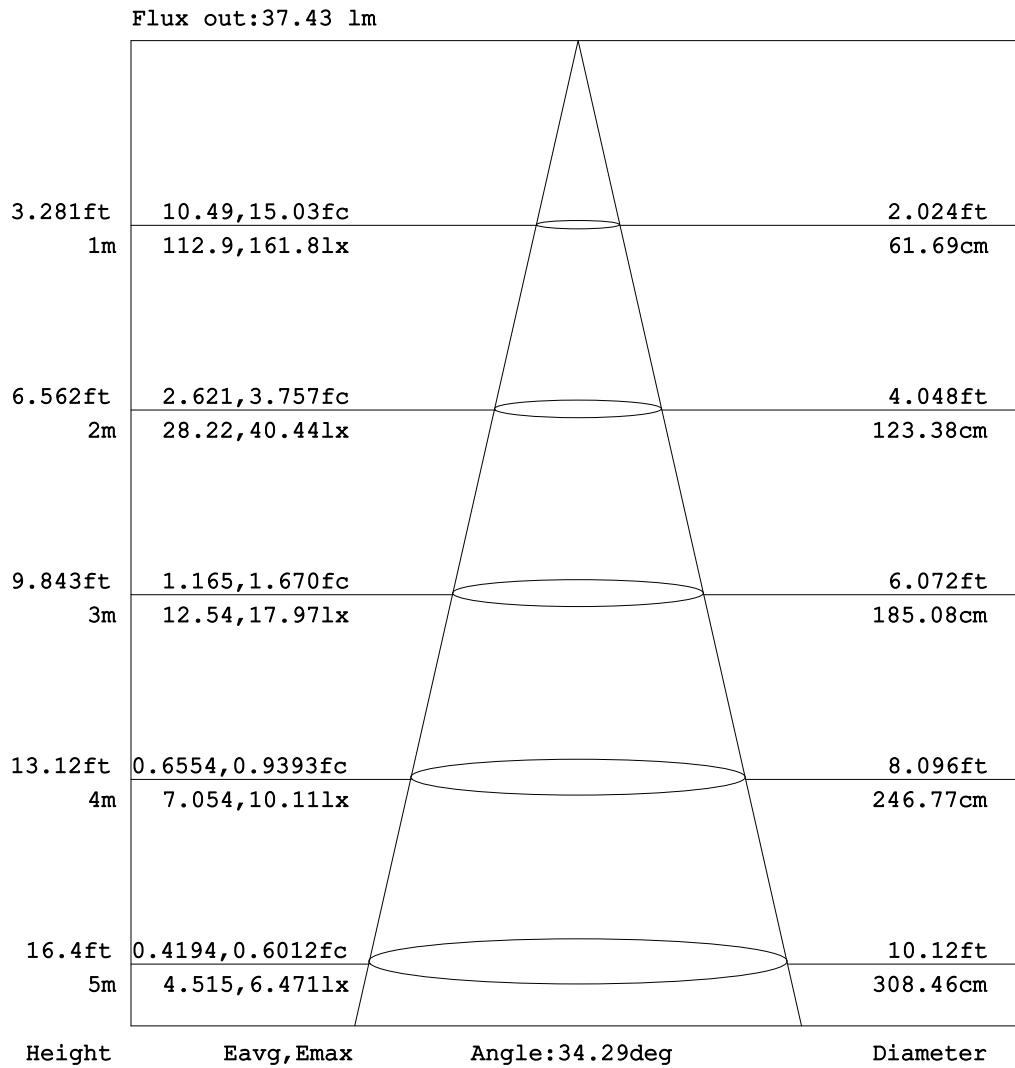 Flux out:37.43 lm
3.281ft 10.49,15.03fc 2.024ft
1m 112.9,161.8lx 61.69cm
6.562ft 2.621,3.757fc 4.048ft
2m 28.22,40.44lx 123.38cm
9.843ft 1.165,1.670fc 6.072ft
3m 12.54,17.97lx 185.08cm
13.12ft 0.6554,0.9393fc 8.096ft
4m 7.054,10.11lx 246.77cm
16.4ft 0.4194,0.6012fc 10.12ft
5m 4.515,6.471lx 308.46cm
Height Eavg,Emax Angle:34.29deg Diameter